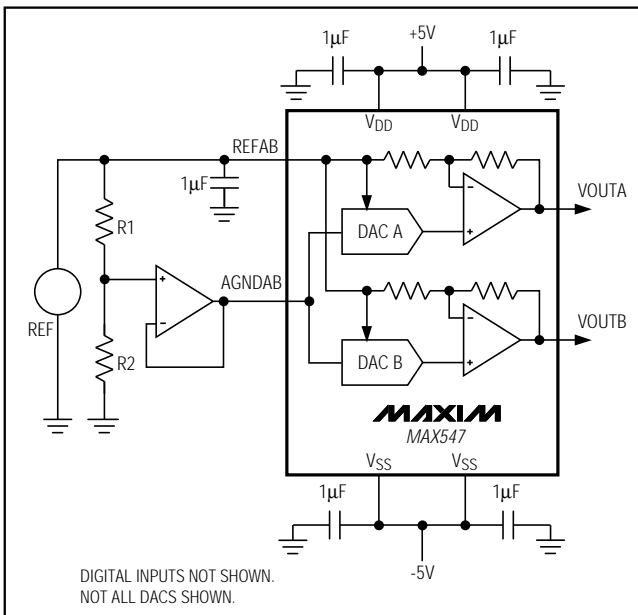 +5V
1µF
1µF
VDD
VDD
REFAB
1µF
R1
VOUTA
-
+
DAC A
+
-
AGNDAB
REF
R2
-
+
VOUTB
DAC B
MAXIM
MAX547
VSS
VSS
1µF
1µF
-5V
DIGITAL INPUTS NOT SHOWN.
NOT ALL DACS SHOWN.